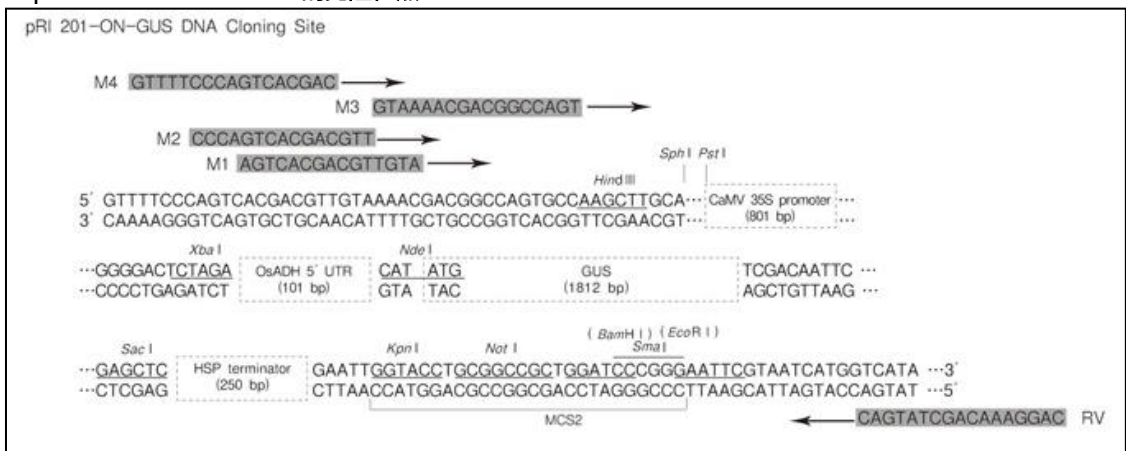 pRI 201-ON-GUS DNA Cloning Site
M4 GTTTTCCCAGTCACGAC
M3 GTAAAACGACGGCCAGT
M2 CCCAGTCACGACGTT
M1 AGTCACGACGTTGTA
Sph I Pst I
Hind III
5´ GTTTTCCCAGTCACGACGTTGTAAAACGACGGCCAGTGCCAAGCTTGCA··· CaMV 35S promoter ···
3´ CAAAAGGGTCAGTGCTGCAACATTTTGCTGCCGGTCACGGTTCGAACGT··· (801 bp) ···
Xba I Nde I
···GGGGACTCTAGA OsADH 5´ UTR CAT ATG GUS TCGACAATTC ···
···CCCCTGAGATCT (101 bp) GTA TAC (1812 bp) AGCTGTTAAG ···
( BamH I ) ( EcoR I )
Sac I Kpn I Not I Sma I
···GAGCTC HSP terminator GAATTGGTACCTGCGGCCGCTGGATCCCGGGAATTCGTAATCATGGTCATA ···3´
···CTCGAG (250 bp) CTTAACCATGGACGCCGGCGACCTAGGGCCCTTAAGCATTAGTACCAGTAT ···5´
MCS2
CAGTATCGACAAAGGAC RV